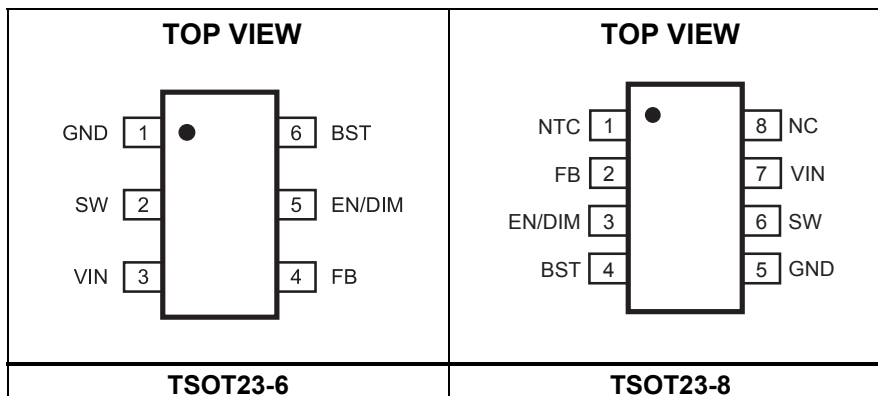 TOP VIEW
GND 1 6 BST
SW 2 5 EN/DIM
VIN 3 4 FB
TSOT23-6
TOP VIEW
NTC 1 8 NC
FB 2 7 VIN
EN/DIM 3 6 SW
BST 4 5 GND
TSOT23-8